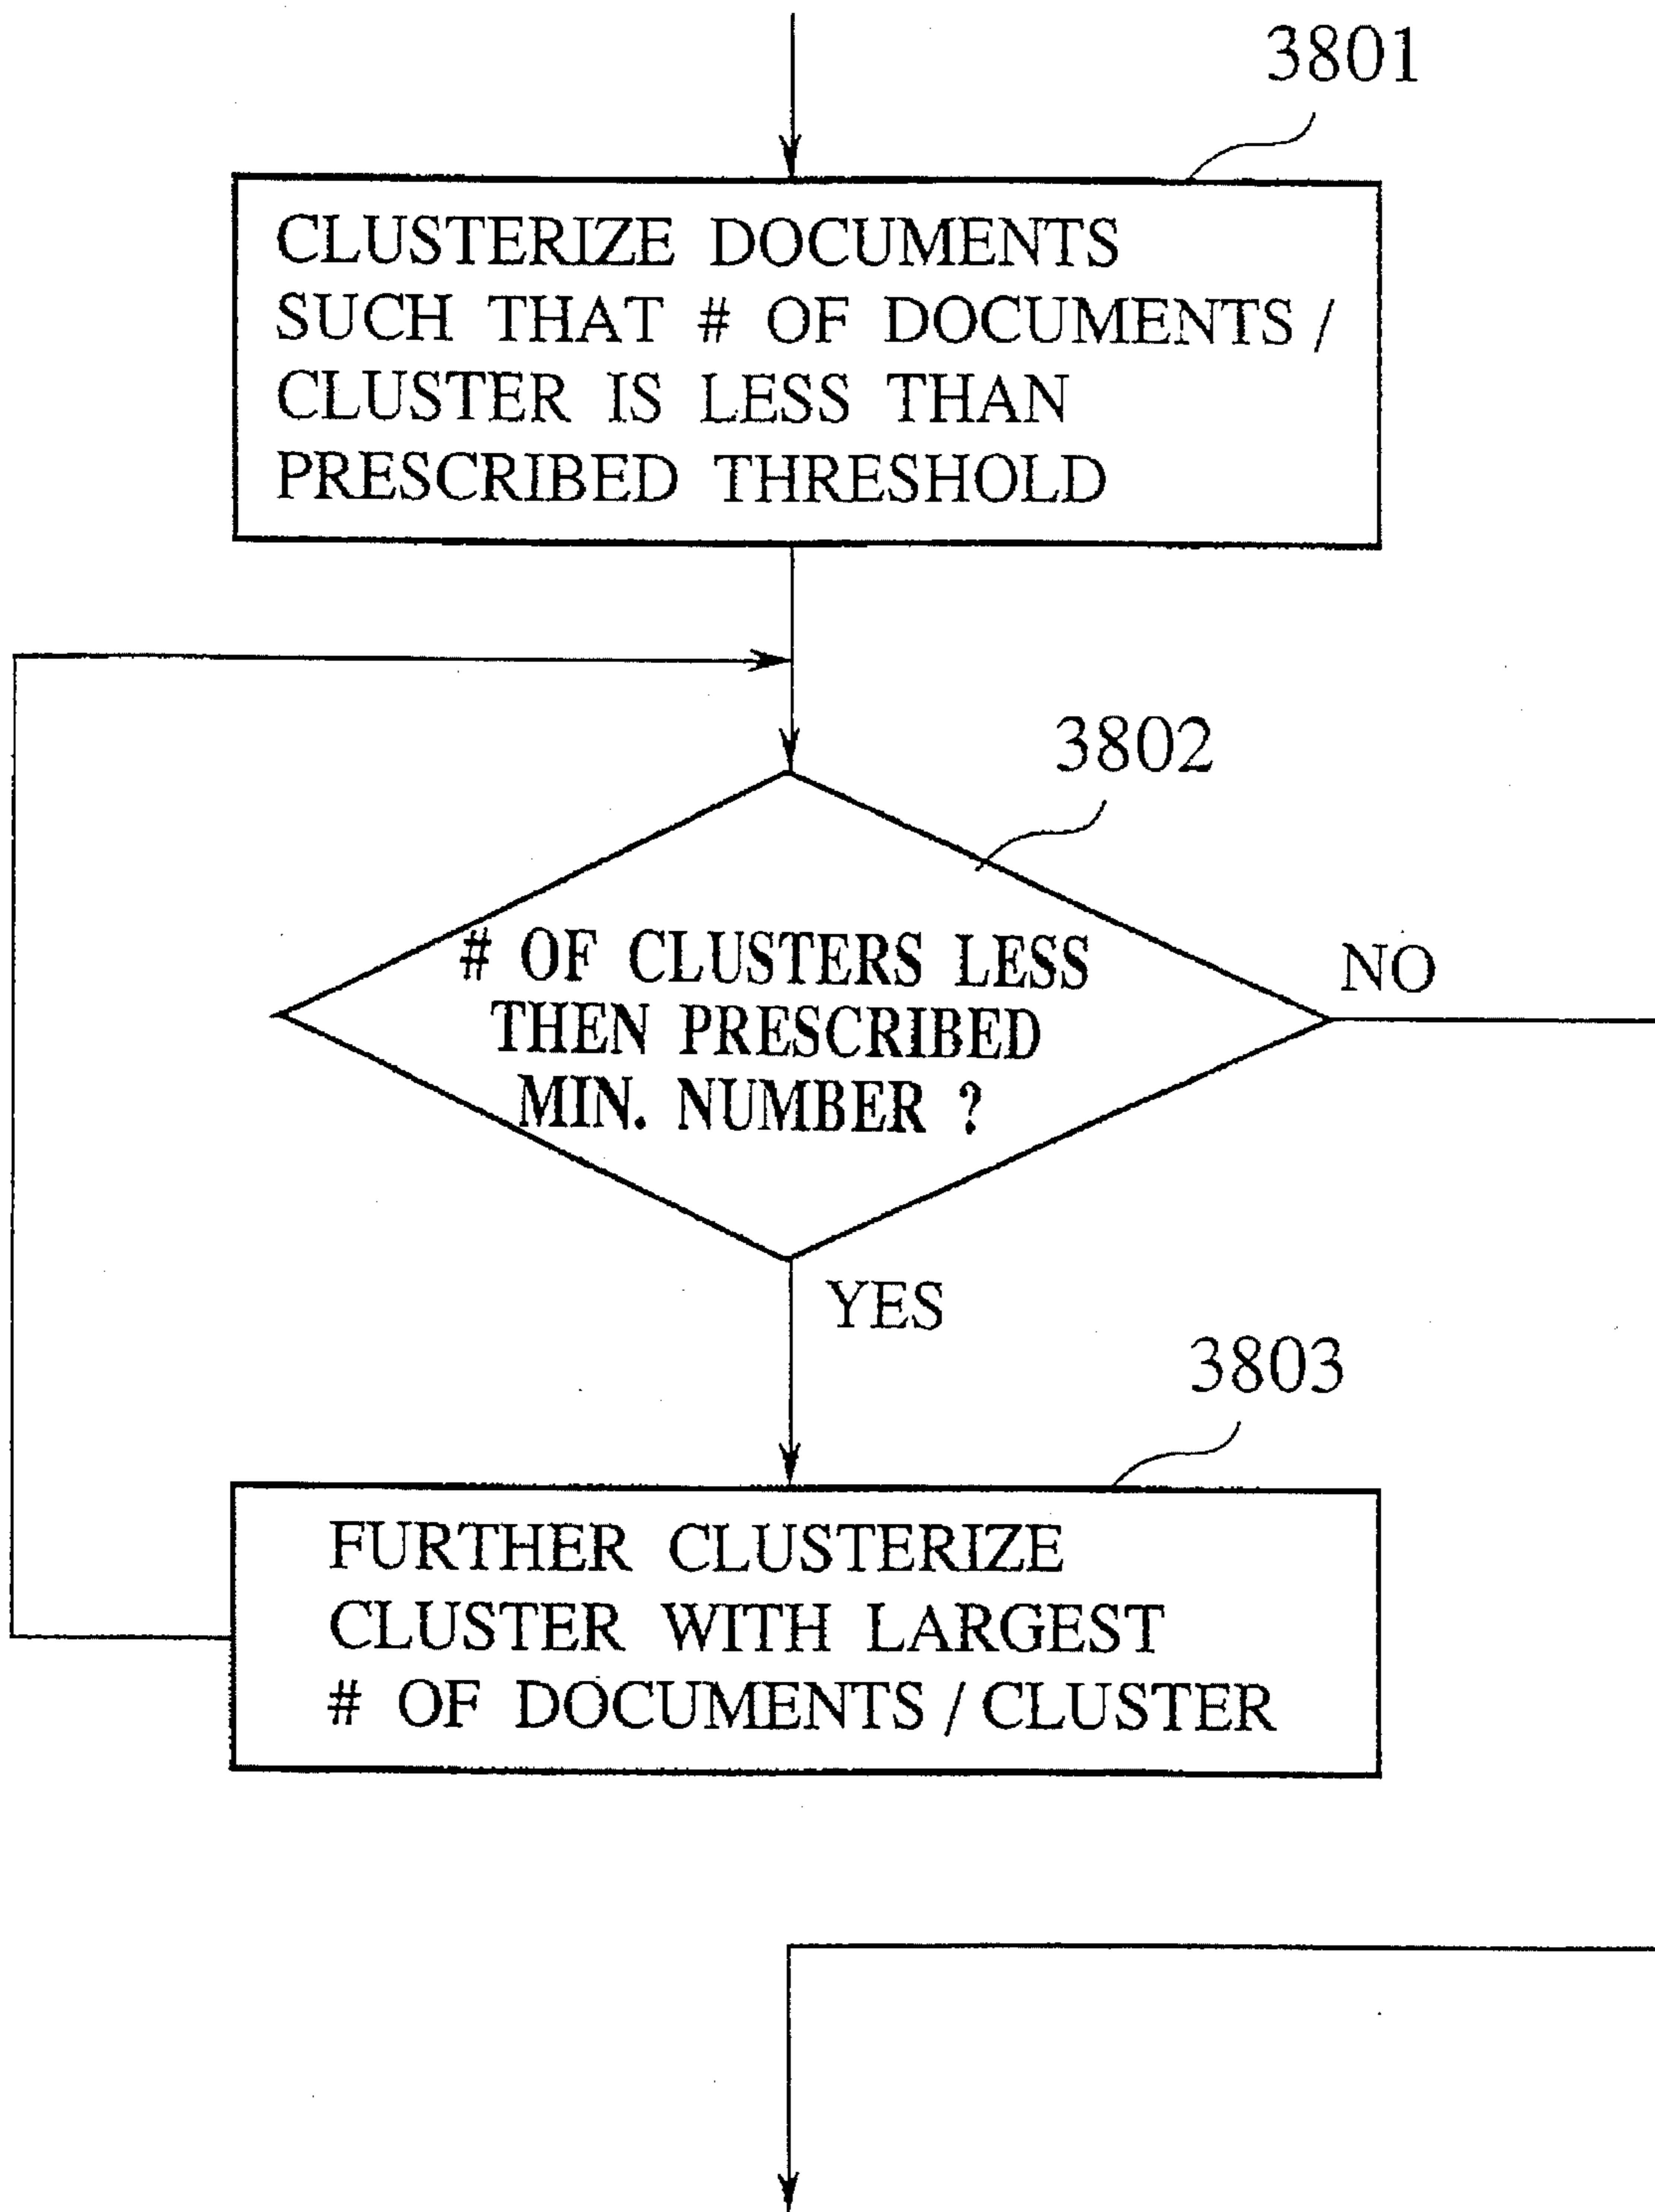 3801
CLUSTERIZE DOCUMENTS
SUCH THAT # OF DOCUMENTS /
CLUSTER IS LESS THAN
PRESCRIBED THRESHOLD
3802
# OF CLUSTERS LESS
THEN PRESCRIBED
MIN. NUMBER ?
NO
YES
3803
FURTHER CLUSTERIZE
CLUSTER WITH LARGEST
# OF DOCUMENTS / CLUSTER